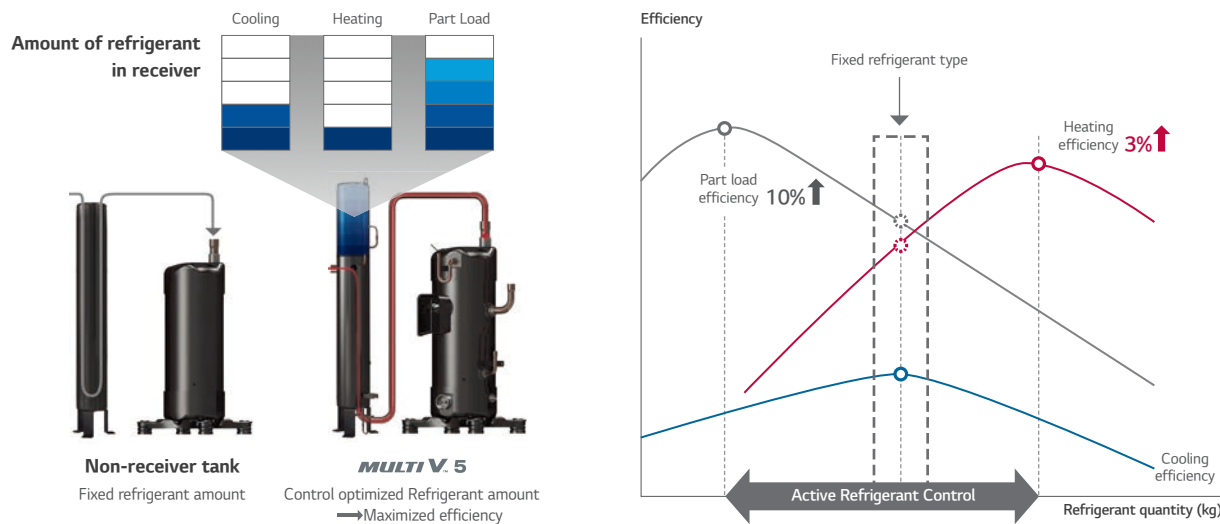 Cooling
Heating
Part Load
Amount of refrigerant
in receiver
Non-receiver tank
Fixed refrigerant amount
MULTI V™ 5
Control optimized Refrigerant amount
Maximized efficiency
Efficiency
Fixed refrigerant type
Heating
efficiency 3%
Part load
efficiency 10%
Cooling
efficiency
Active Refrigerant Control
Refrigerant quantity (kg)